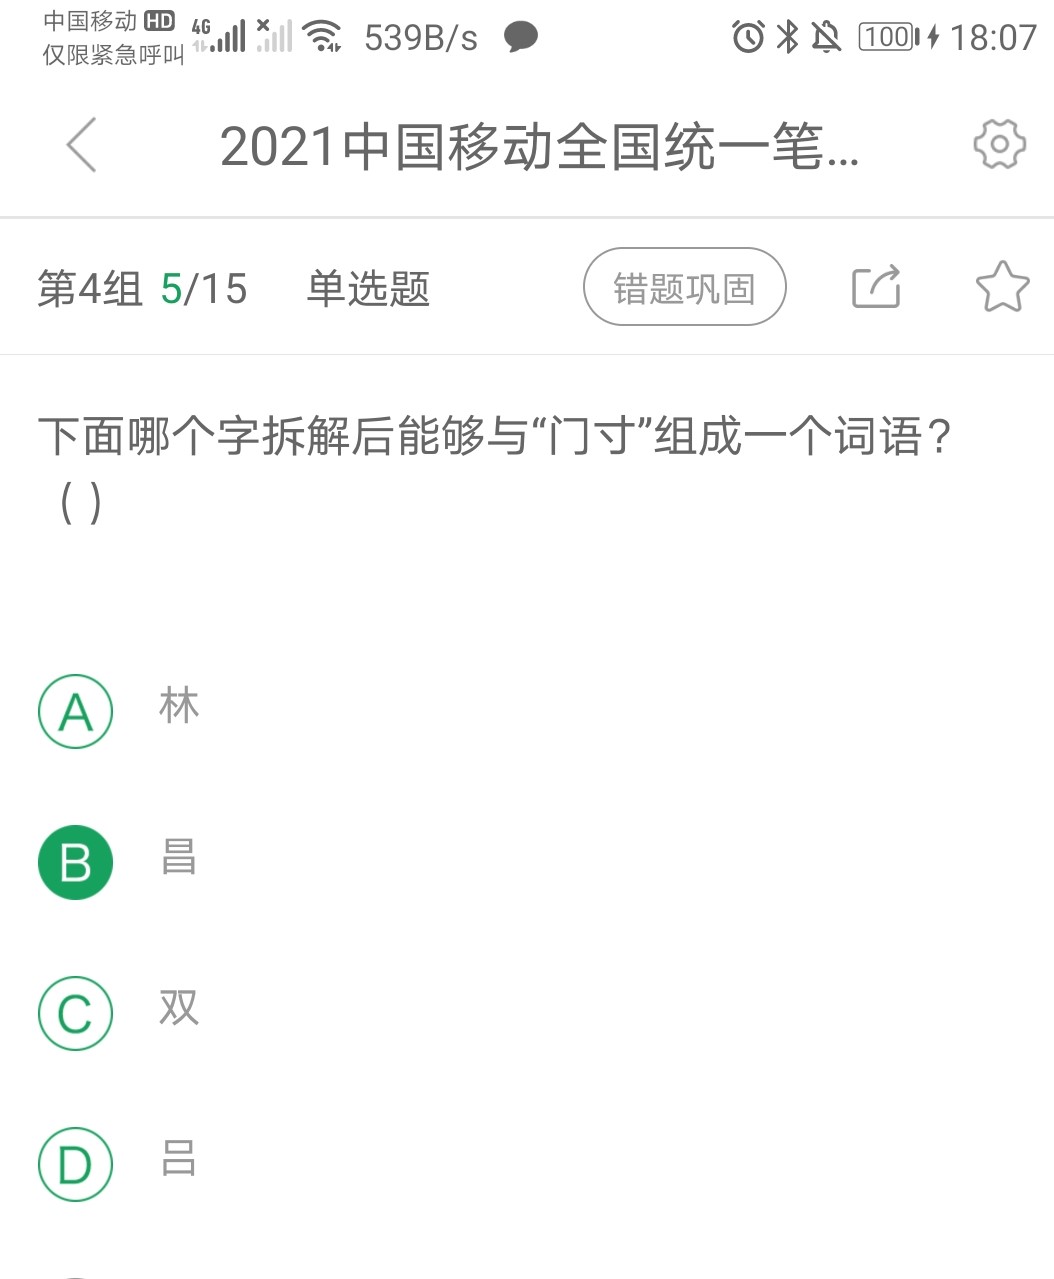 中国移动 HD 4G 539B/s 100 18:07
仅限紧急呼叫
2021中国移动全国统一笔...
第4组 5/15 单选题 错题巩固
下面哪个字拆解后能够与“门寸”组成一个词语?
( )
A 林
B 昌
C 双
D 吕